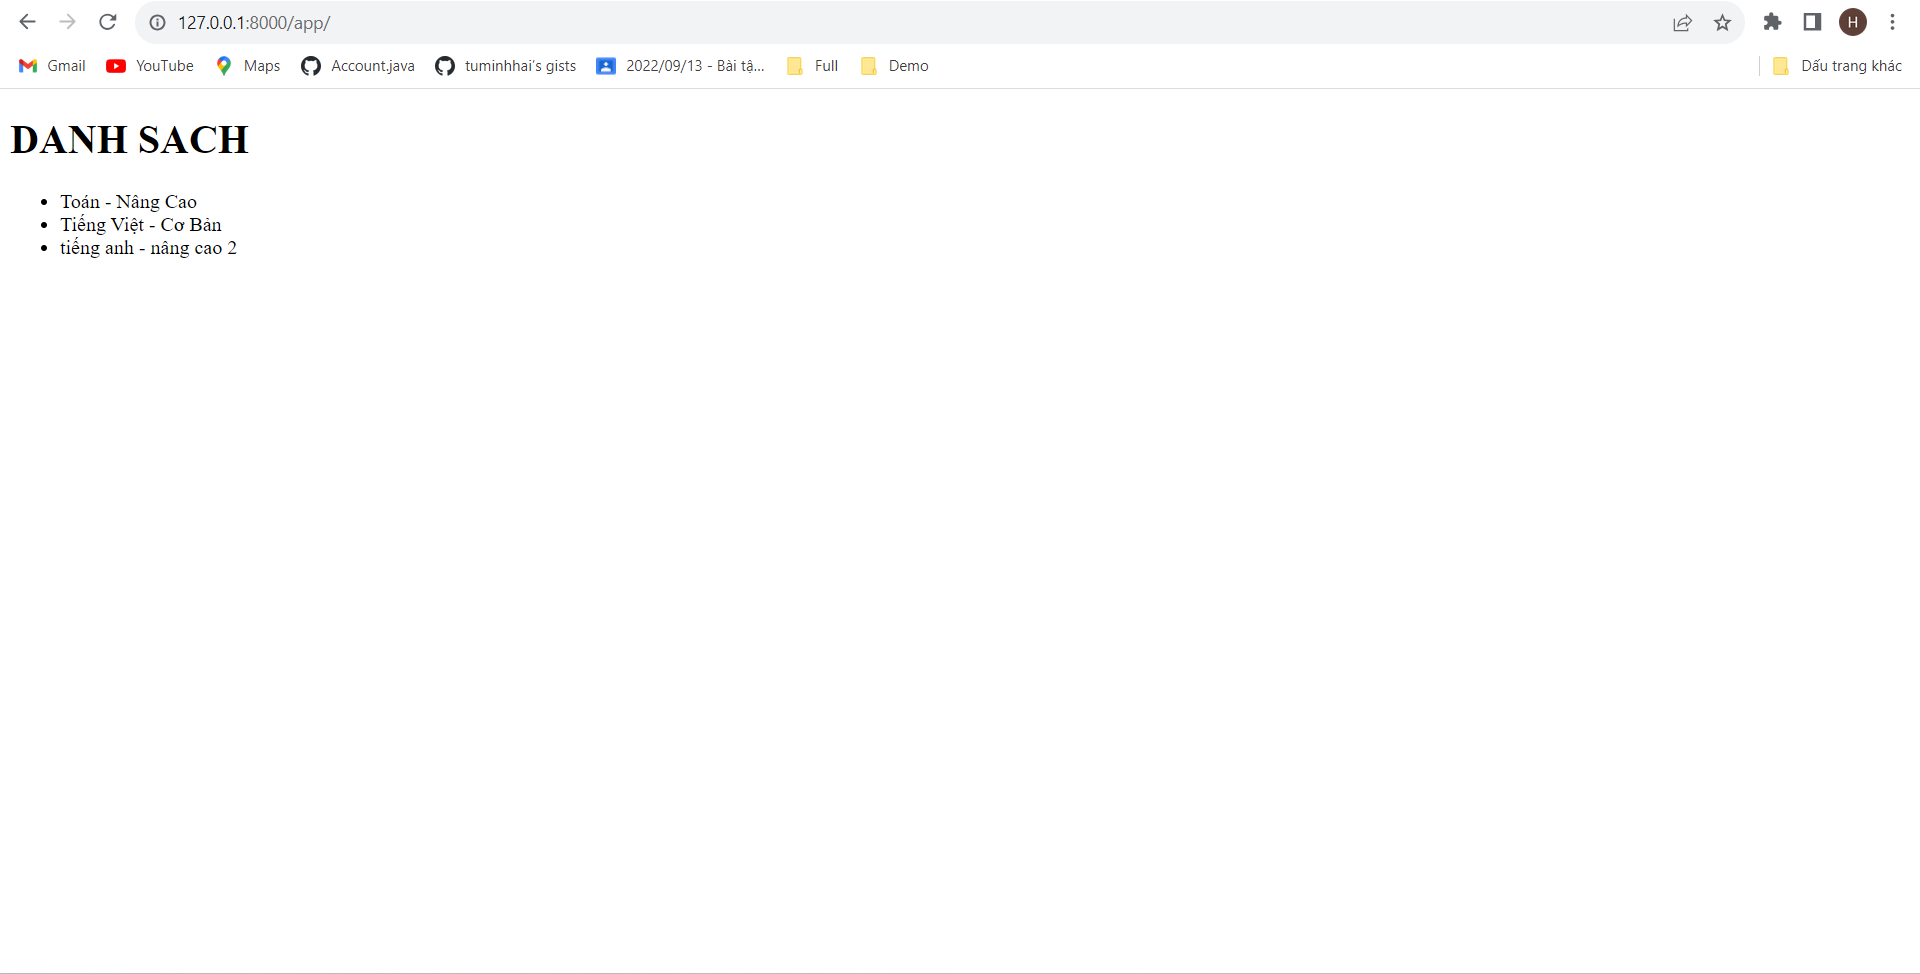 127.0.0.1:8000/app/
H
Gmail
YouTube
Maps
Account.java
tuminhhai's gists
2022/09/13 - Bài tậ...
Full
Demo
Dấu trang khác
DANH SACH
Toán - Nâng Cao
Tiếng Việt - Cơ Bản
tiếng anh - nâng cao 2